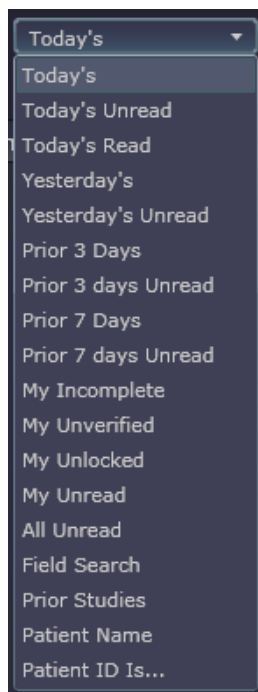 Today's
Today's
Today's Unread
Today's Read
Yesterday's
Yesterday's Unread
Prior 3 Days
Prior 3 days Unread
Prior 7 Days
Prior 7 days Unread
My Incomplete
My Unverified
My Unlocked
My Unread
All Unread
Field Search
Prior Studies
Patient Name
Patient ID Is...